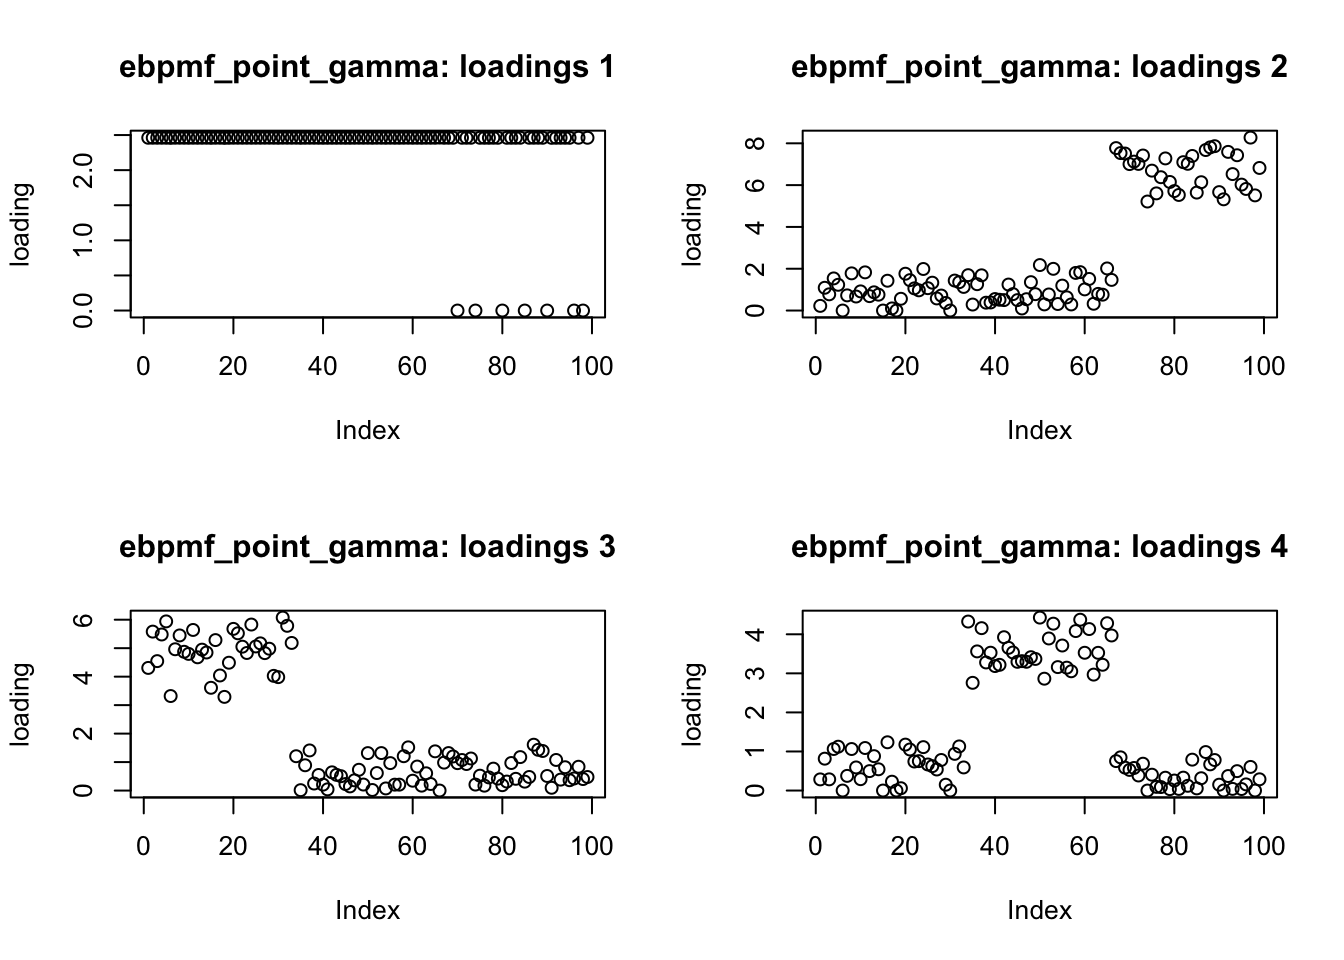 ebpmf_point_gamma: loadings 1
loading
0.0 1.0 2.0
0 20 40 60 80 100
Index
ebpmf_point_gamma: loadings 2
loading
0 2 4 6 8
0 20 40 60 80 100
Index
ebpmf_point_gamma: loadings 3
loading
0 2 4 6
0 20 40 60 80 100
Index
ebpmf_point_gamma: loadings 4
loading
0 1 2 3 4
0 20 40 60 80 100
Index